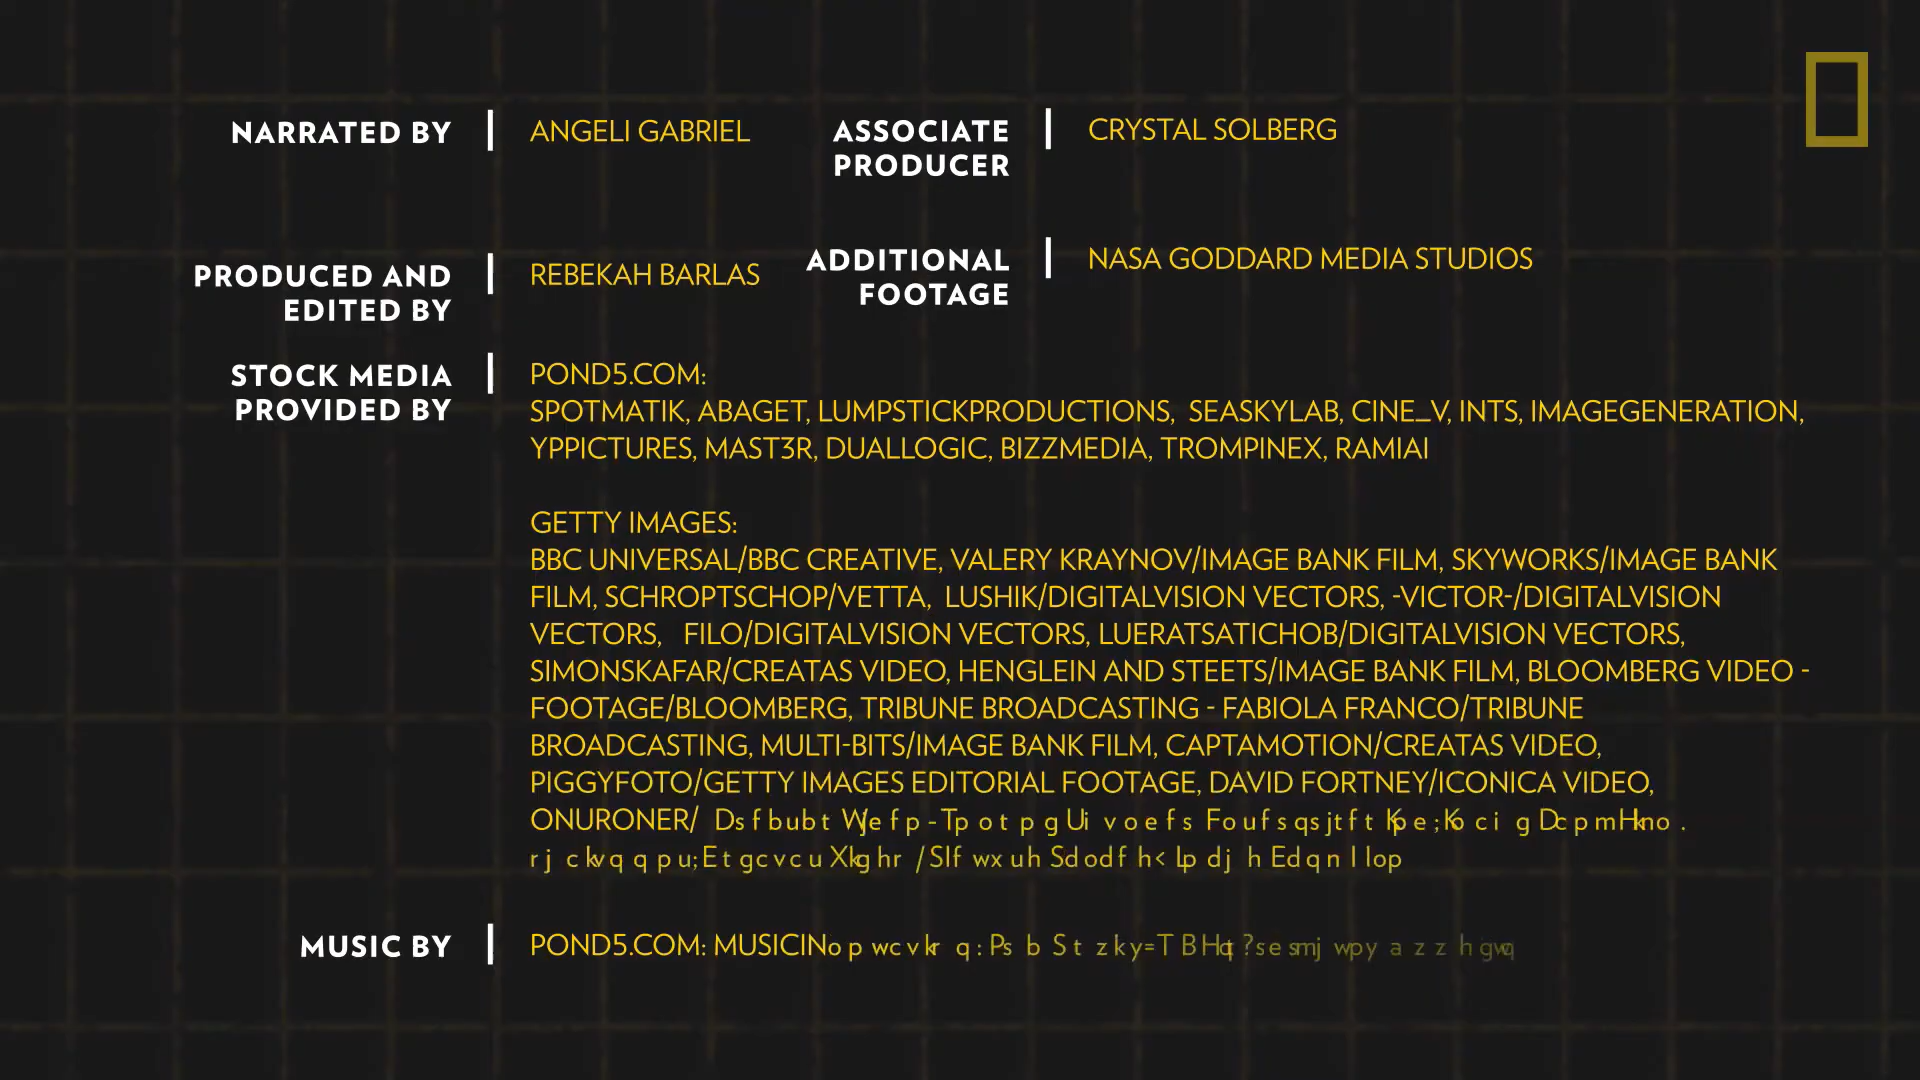 NARRATED BY
ANGELI GABRIEL
ASSOCIATE
PRODUCER
CRYSTAL SOLBERG
PRODUCED AND
EDITED BY
REBEKAH BARLAS
ADDITIONAL
FOOTAGE
NASA GODDARD MEDIA STUDIOS
STOCK MEDIA
PROVIDED BY
POND5.COM:
SPOTMATIK, ABAGET, LUMPSTICKPRODUCTIONS, SEASKYLAB, CINE_V, INTS, IMAGEGENERATION,
YPPICTURES, MAST3R, DUALLOGIC, BIZZMEDIA, TROMPINEX, RAMIAI
GETTY IMAGES:
BBC UNIVERSAL/BBC CREATIVE, VALERY KRAYNOV/IMAGE BANK FILM, SKYWORKS/IMAGE BANK
FILM, SCHROPTSCHOP/VETTA, LUSHIK/DIGITALVISION VECTORS, -VICTOR-/DIGITALVISION
VECTORS, FILO/DIGITALVISION VECTORS, LUERATSATICHOB/DIGITALVISION VECTORS,
SIMONSKAFAR/CREATAS VIDEO, HENGLEIN AND STEETS/IMAGE BANK FILM, BLOOMBERG VIDEO -
FOOTAGE/BLOOMBERG, TRIBUNE BROADCASTING - FABIOLA FRANCO/TRIBUNE
BROADCASTING, MULTI-BITS/IMAGE BANK FILM, CAPTAMOTION/CREATAS VIDEO,
PIGGYFOTO/GETTY IMAGES EDITORIAL FOOTAGE, DAVID FORTNEY/ICONICA VIDEO,
ONURONER/
MUSIC BY
POND5.COM: